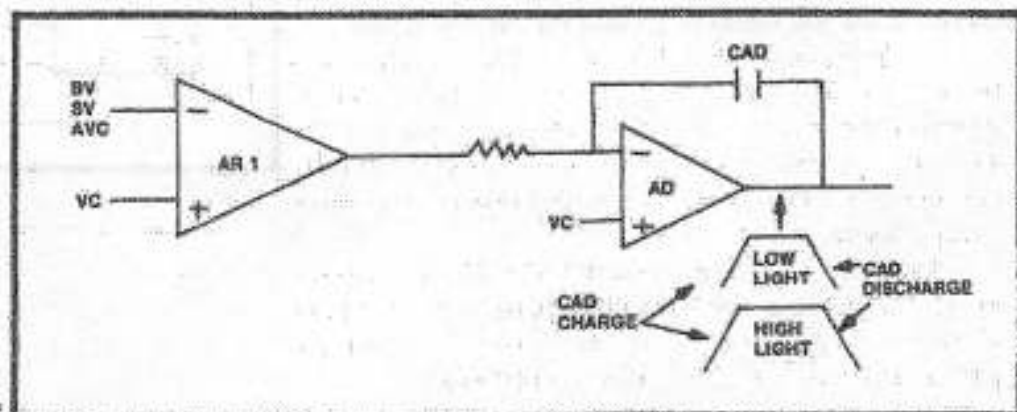 CAD
BV
SV
AVC
−
AR 1
VC
+
−
AD
VC
+
LOW
LIGHT
CAD
DISCHARGE
CAD
CHARGE
HIGH
LIGHT